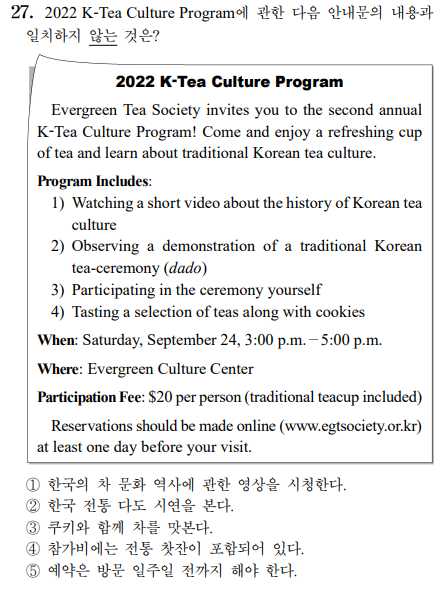 27. 2022 K-Tea Culture Program에 관한 다음 안내문의 내용과
일치하지 않는 것은?
2022 K-Tea Culture Program
Evergreen Tea Society invites you to the second annual
K-Tea Culture Program! Come and enjoy a refreshing cup
of tea and learn about traditional Korean tea culture.
Program Includes:
1) Watching a short video about the history of Korean tea
culture
2) Observing a demonstration of a traditional Korean
tea-ceremony (dado)
3) Participating in the ceremony yourself
4) Tasting a selection of teas along with cookies
When: Saturday, September 24, 3:00 p.m. – 5:00 p.m.
Where: Evergreen Culture Center
Participation Fee: $20 per person (traditional teacup included)
Reservations should be made online (www.egtsociety.or.kr)
at least one day before your visit.
① 한국의 차 문화 역사에 관한 영상을 시청한다.
② 한국 전통 다도 시연을 본다.
③ 쿠키와 함께 차를 맛본다.
④ 참가비에는 전통 찻잔이 포함되어 있다.
⑤ 예약은 방문 일주일 전까지 해야 한다.